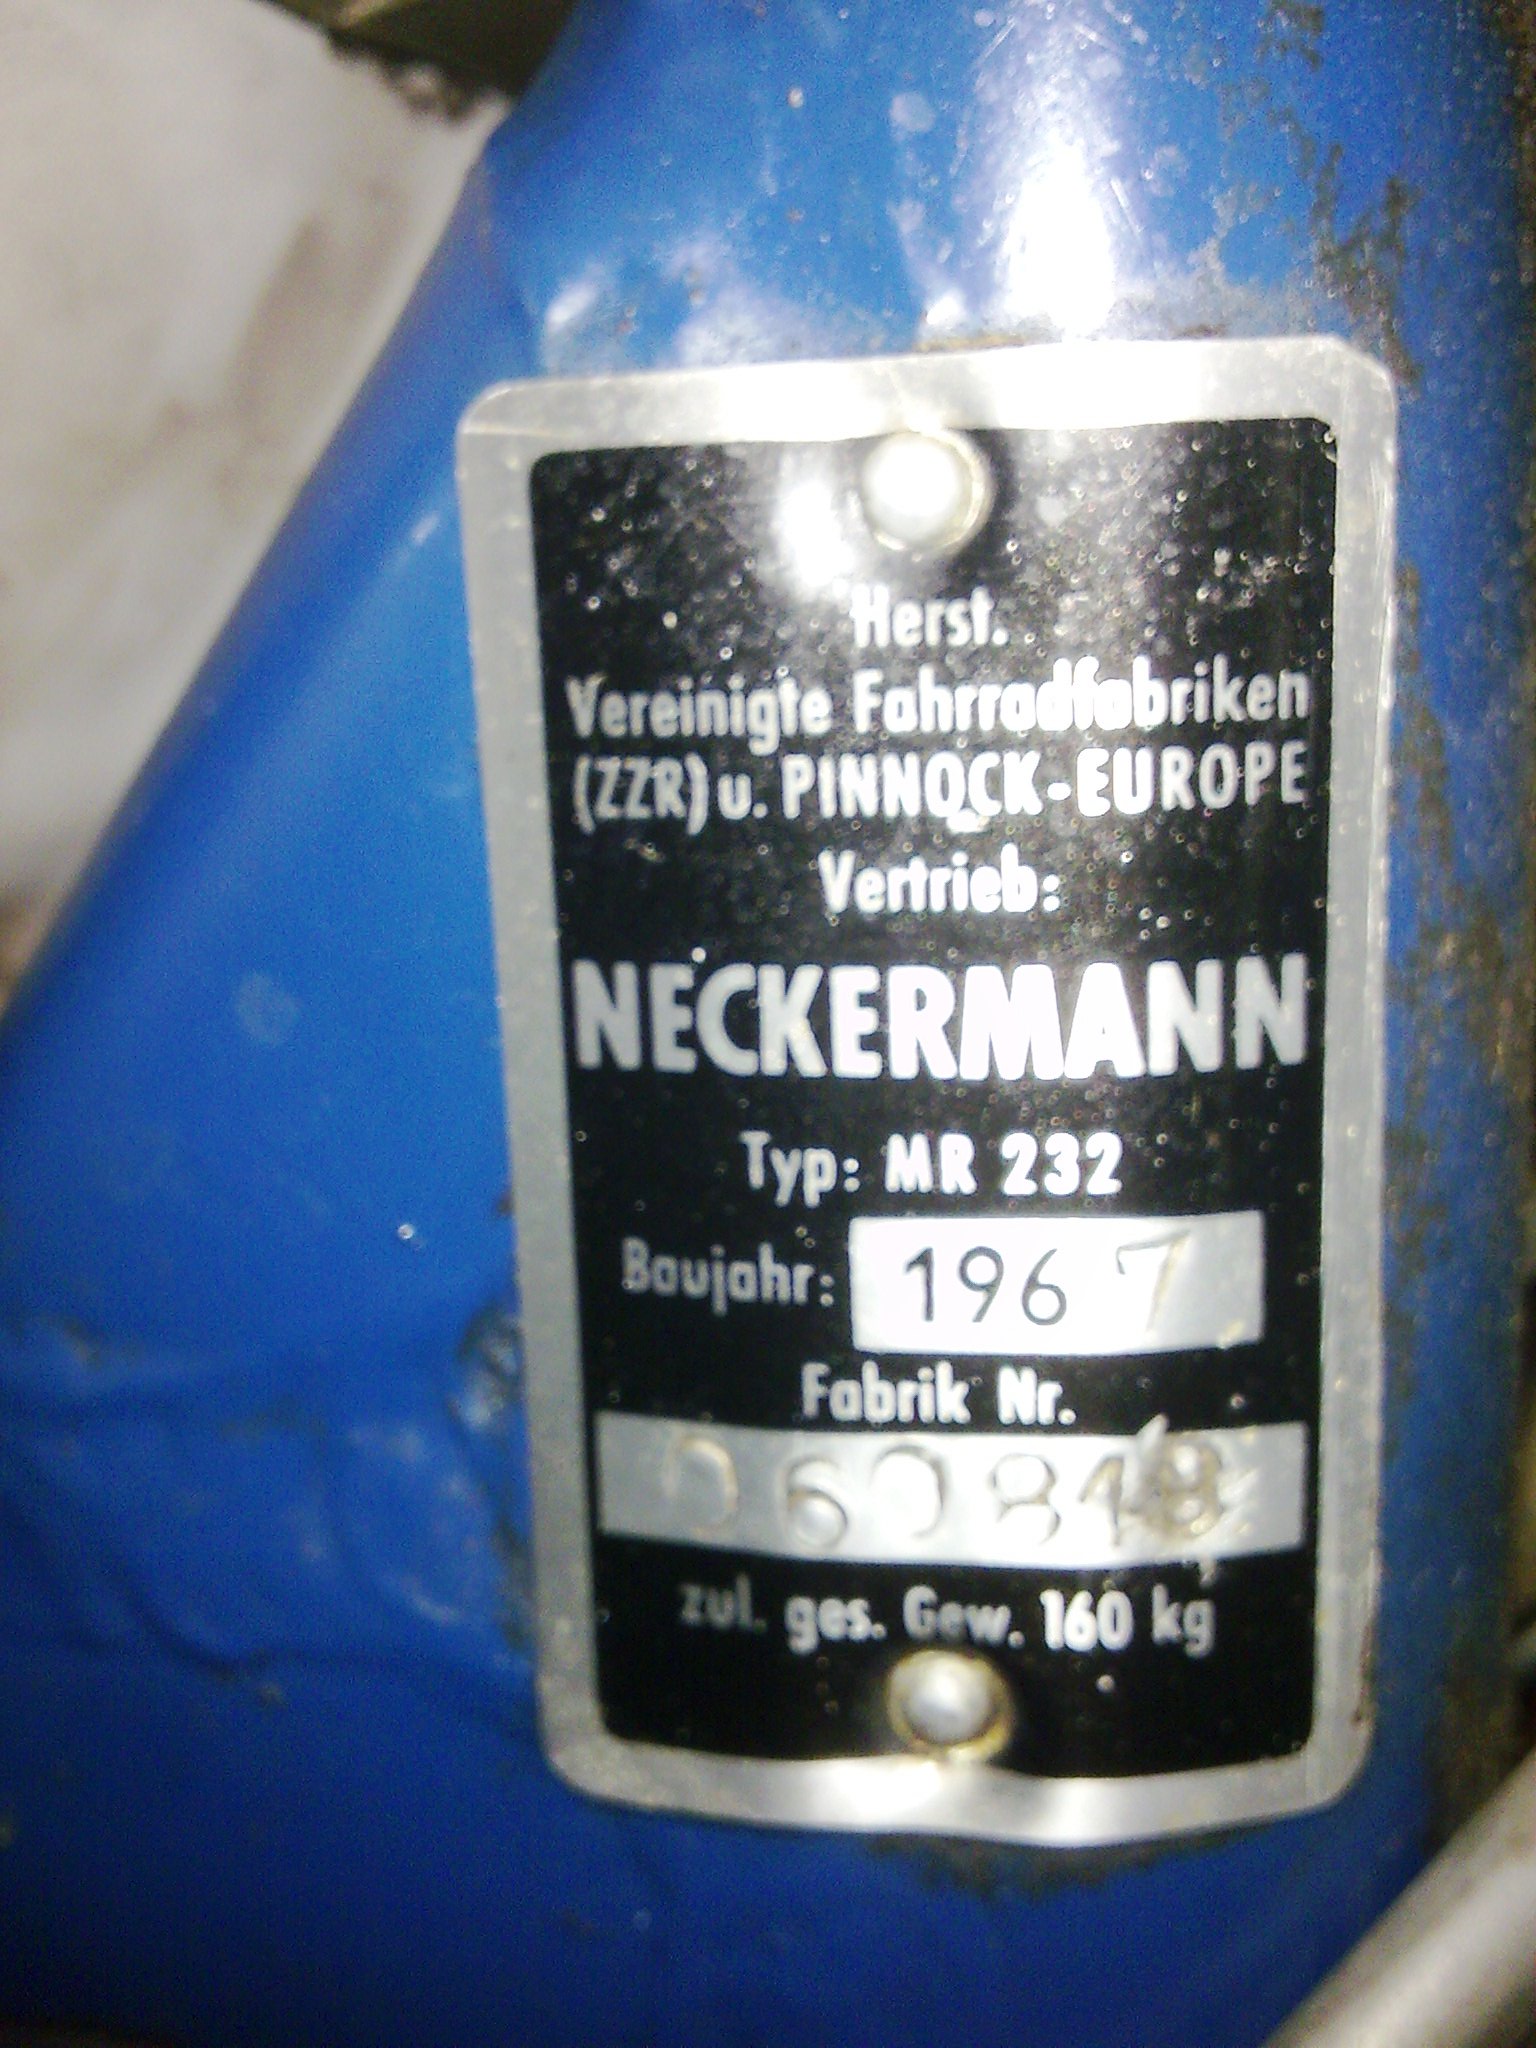 Herst.
Vereinigte Fahrradfabriken
(ZZR) u. PINNOCK-EUROPE
Vertrieb:
NECKERMANN
Typ: MR 232
Baujahr: 1967
Fabrik Nr.
zul. ges. Gew. 160 kg